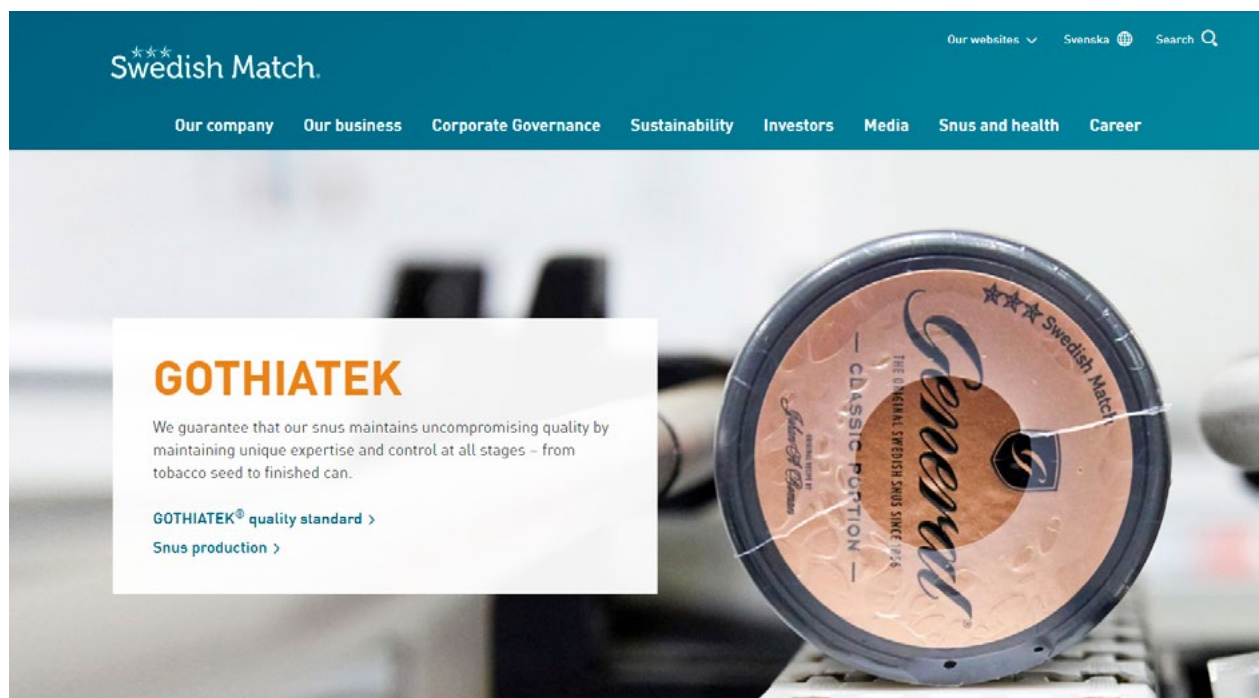 Our websites
Svenska
Search
Swedish Match.
Our company
Our business
Corporate Governance
Sustainability
Investors
Media
Snus and health
Career
GOTHIATEK
We guarantee that our snus maintains uncompromising quality by
maintaining unique expertise and control at all stages – from
tobacco seed to finished can.
GOTHIATEK® quality standard >
Snus production >
Swedish Match
General®
THE ORIGINAL SWEDISH SNUS SINCE 1866
— CLASSIC PORTION —
ORIGINAL RECIPE BY